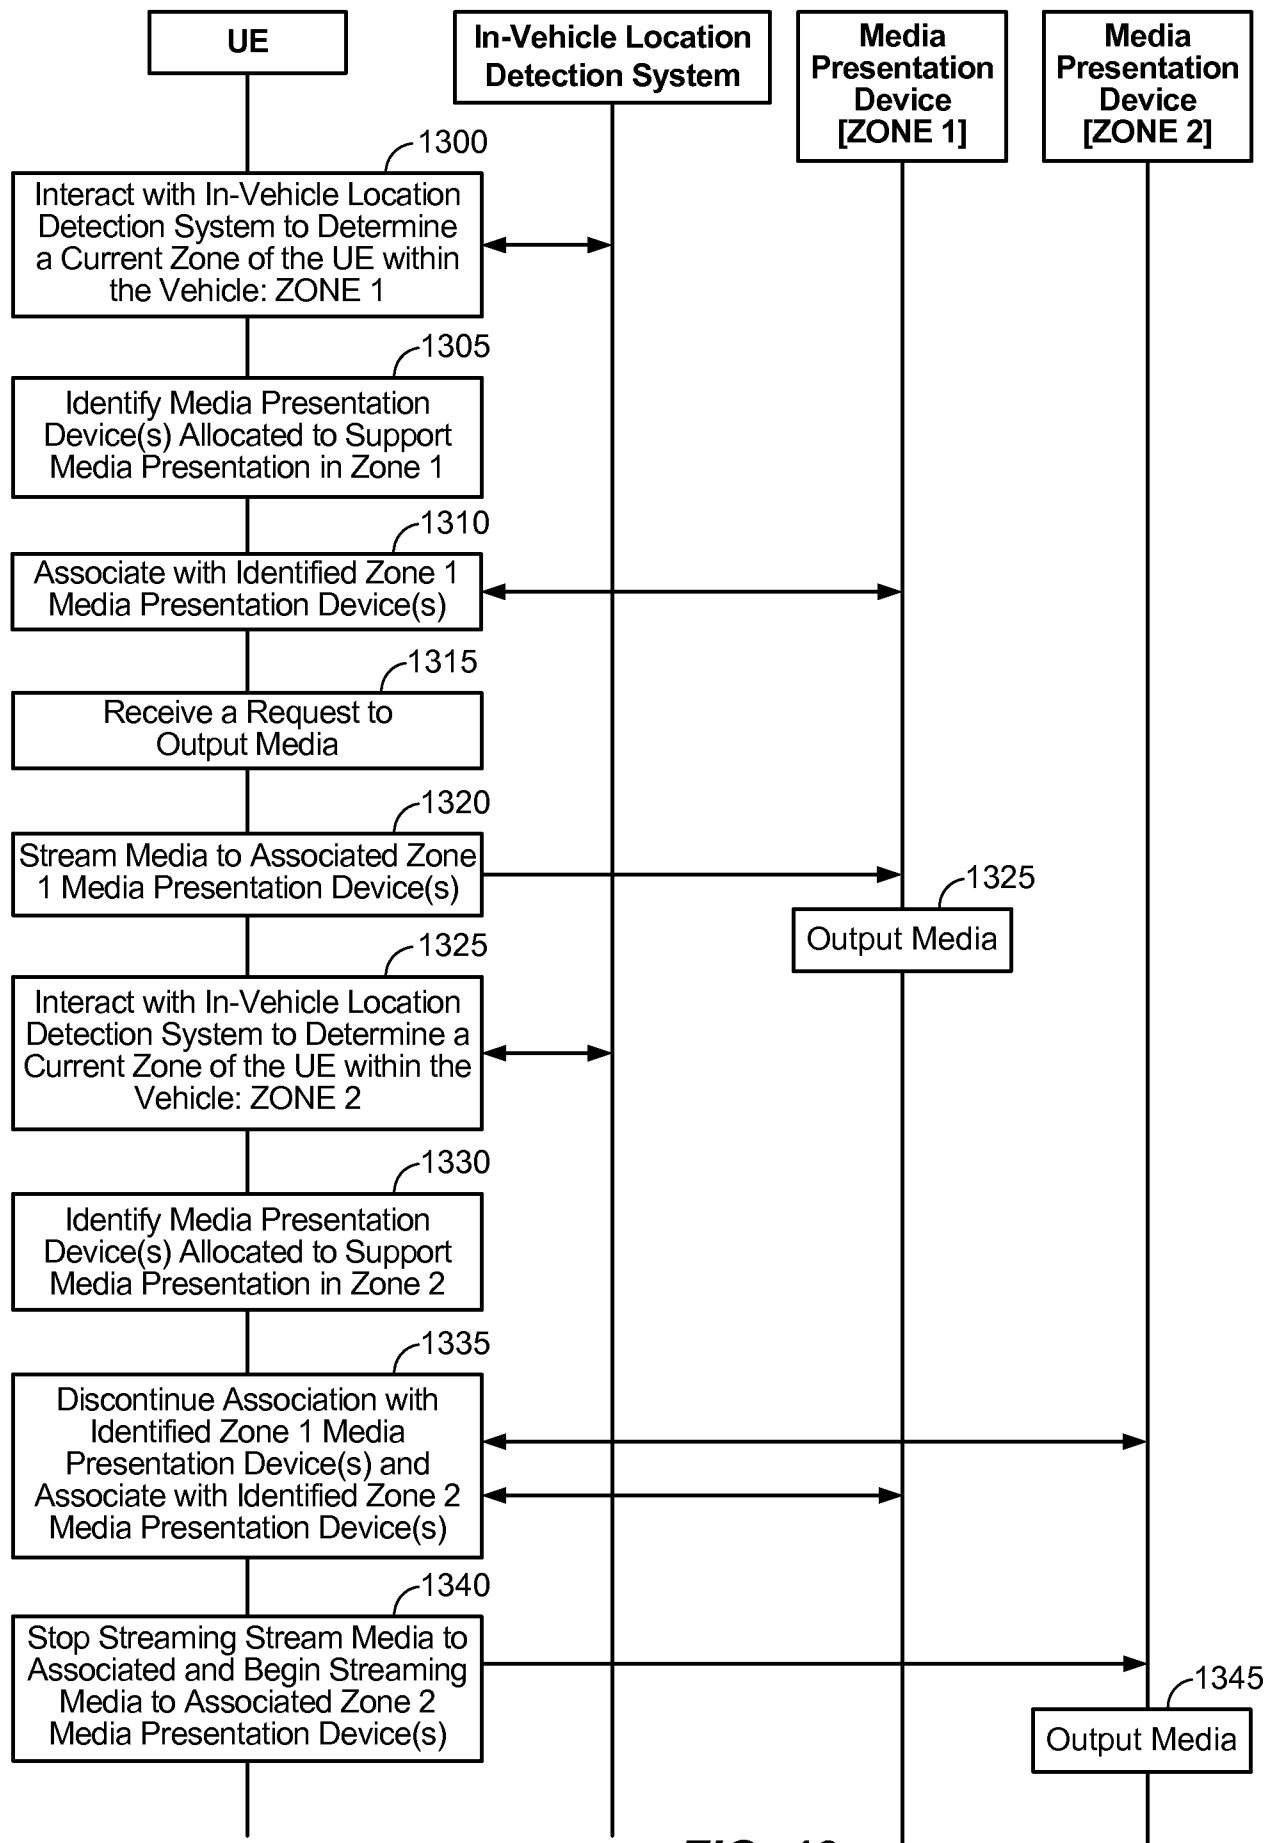 UE
In-Vehicle Location
Detection System
Media
Presentation
Device
[ZONE 1]
Media
Presentation
Device
[ZONE 2]
1300
Interact with In-Vehicle Location
Detection System to Determine
a Current Zone of the UE within
the Vehicle: ZONE 1
1305
Identify Media Presentation
Device(s) Allocated to Support
Media Presentation in Zone 1
1310
Associate with Identified Zone 1
Media Presentation Device(s)
1315
Receive a Request to
Output Media
1320
Stream Media to Associated Zone
1 Media Presentation Device(s)
1325
Output Media
1325
Interact with In-Vehicle Location
Detection System to Determine a
Current Zone of the UE within the
Vehicle: ZONE 2
1330
Identify Media Presentation
Device(s) Allocated to Support
Media Presentation in Zone 2
1335
Discontinue Association with
Identified Zone 1 Media
Presentation Device(s) and
Associate with Identified Zone 2
Media Presentation Device(s)
1340
Stop Streaming Stream Media to
Associated and Begin Streaming
Media to Associated Zone 2
Media Presentation Device(s)
1345
Output Media